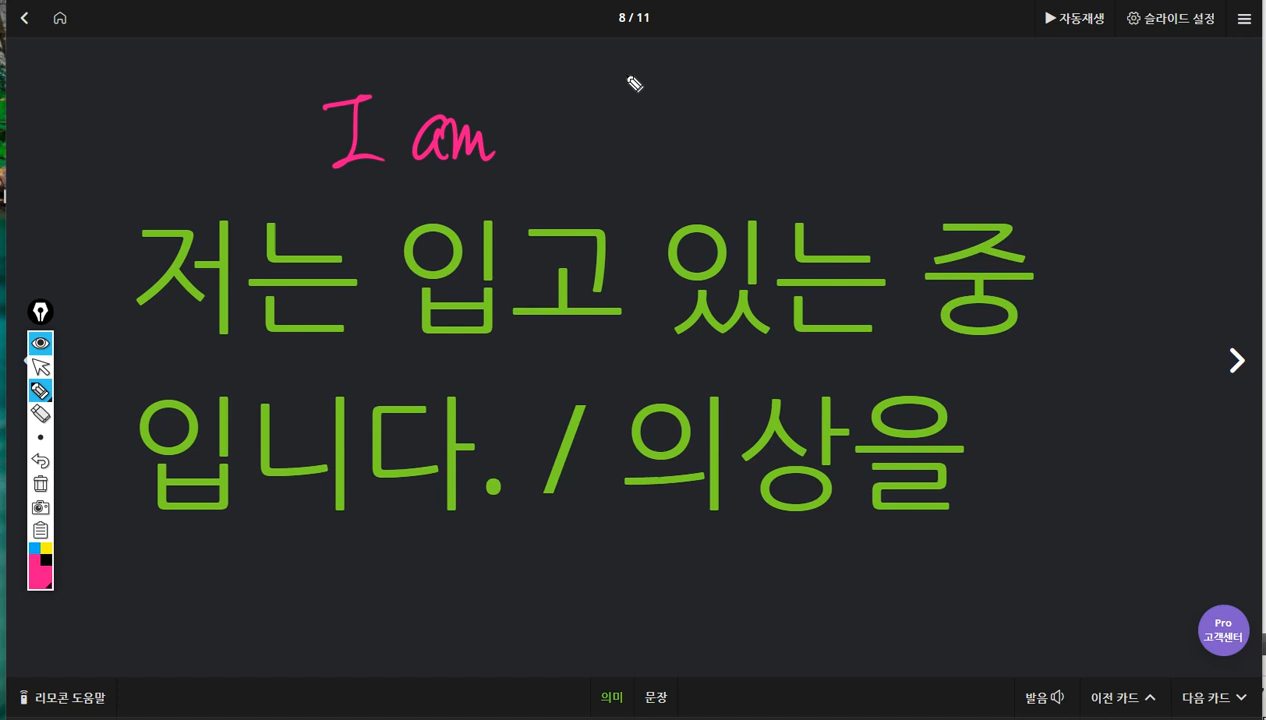 8 / 11
자동재생
슬라이드 설정
I am
저는 입고 있는 중
입니다. / 의상을
Pro
고객센터
리모콘 도움말
의미
문장
발음
이전 카드
다음 카드